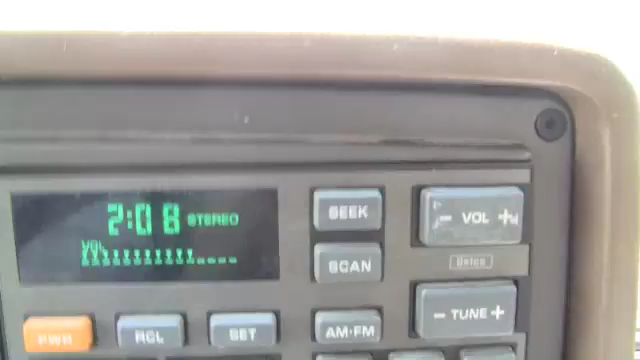 2:08 STEREO
VOL
SEEK
- VOL +
SCAN
Delco
- TUNE +
PWR RCL SET AM·FM